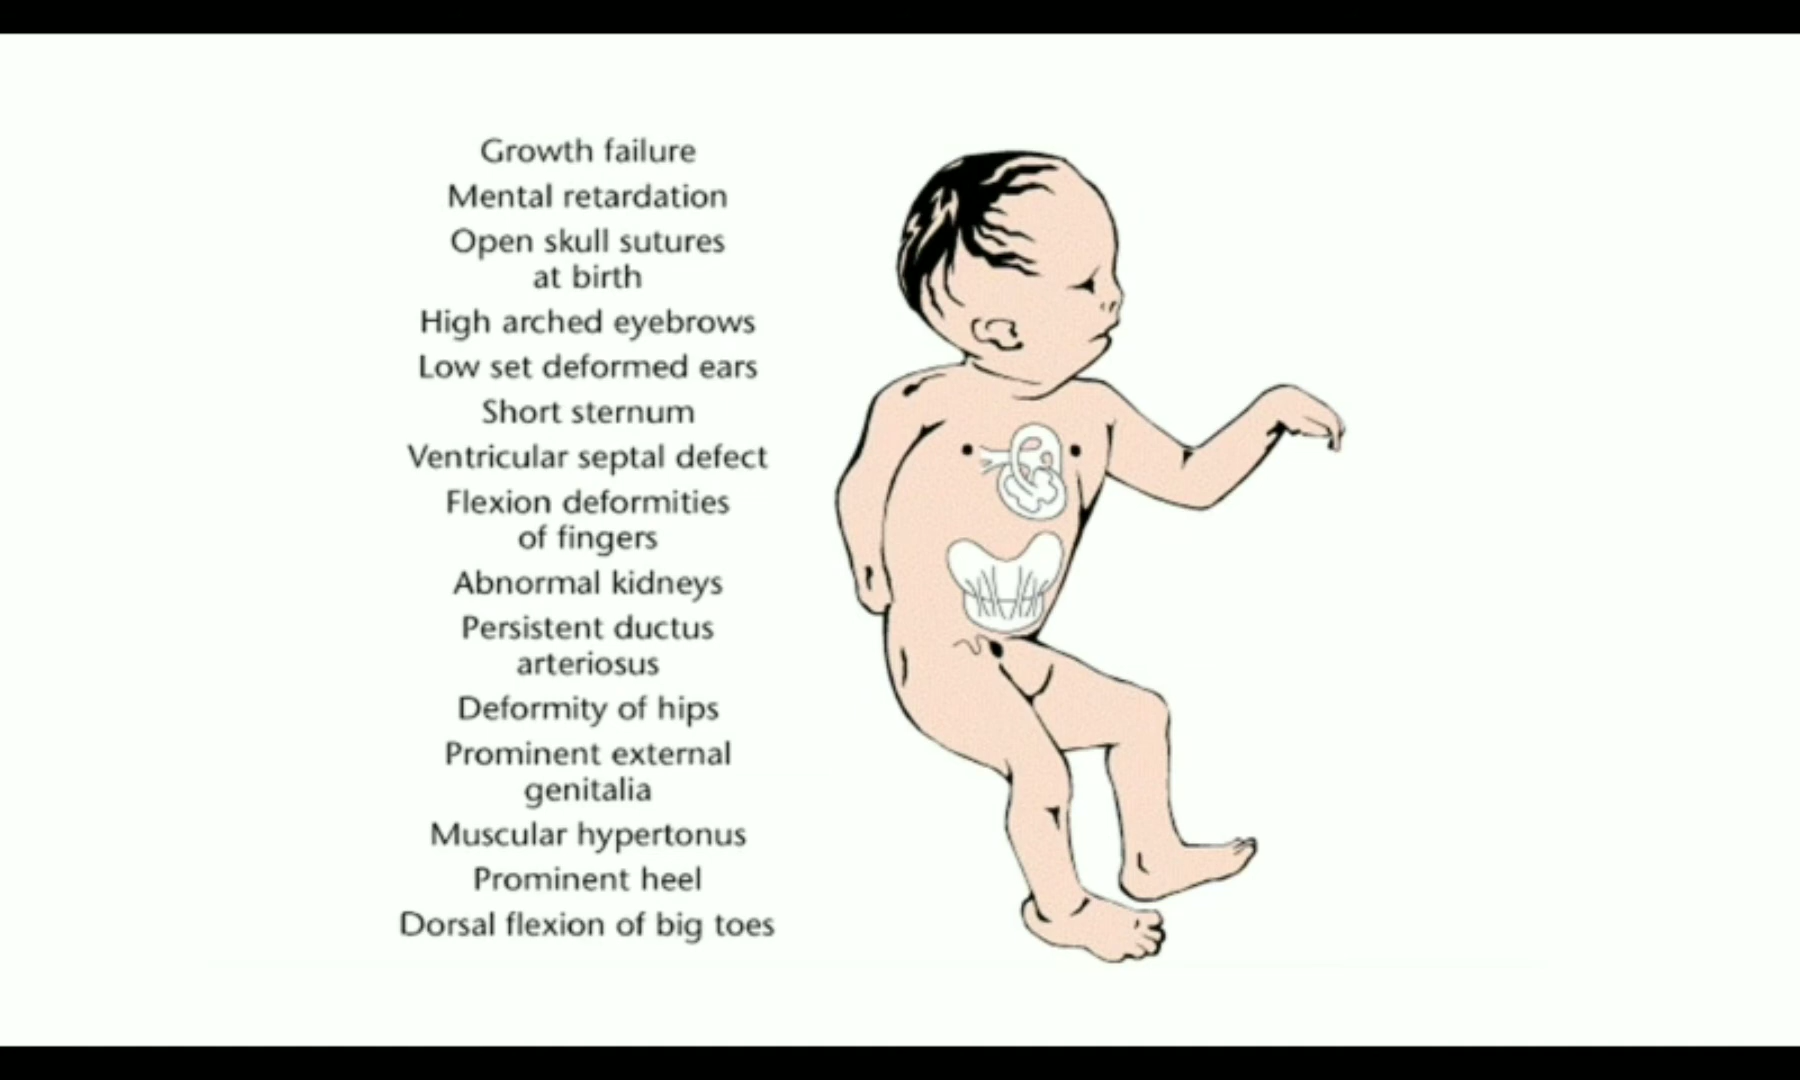 Growth failure
Mental retardation
Open skull sutures
at birth
High arched eyebrows
Low set deformed ears
Short sternum
Ventricular septal defect
Flexion deformities
of fingers
Abnormal kidneys
Persistent ductus
arteriosus
Deformity of hips
Prominent external
genitalia
Muscular hypertonus
Prominent heel
Dorsal flexion of big toes